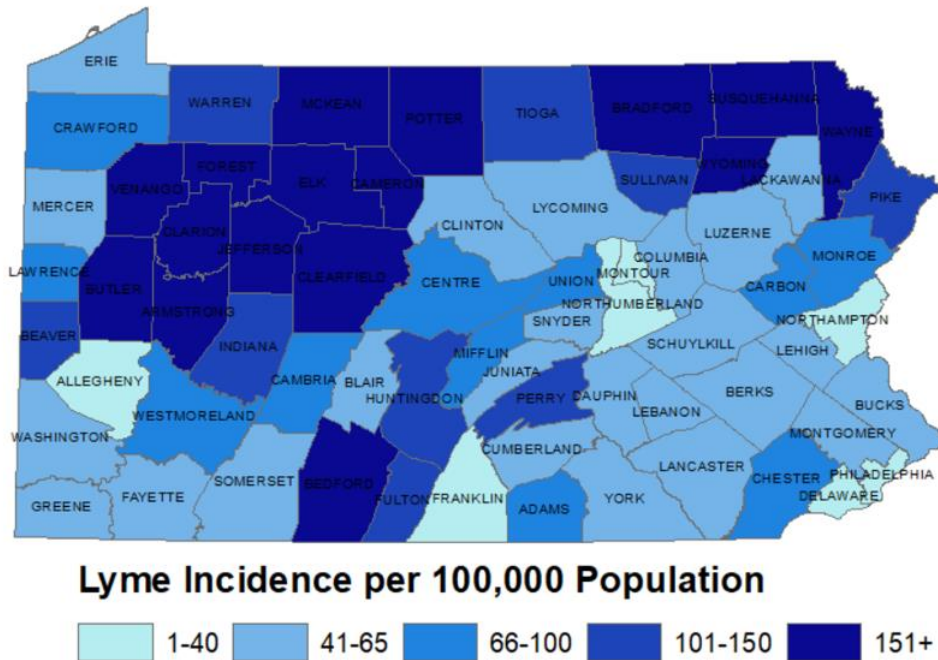 ERIE
WARREN
MCKEAN
POTTER
TIOGA
BRADFORD
SUSQUEHANNA
WAYNE
CRAWFORD
FOREST
VENANGO
ELK
CAMERON
SULLIVAN
WYOMING
LACKAWANNA
PIKE
MERCER
CLARION
JEFFERSON
CLINTON
LYCOMING
LUZERNE
LAWRENCE
BUTLER
CLEARFIELD
CENTRE
UNION
MONTOUR
COLUMBIA
MONROE
CARBON
ARMSTRONG
NORTHUMBERLAND
NORTHAMPTON
BEAVER
INDIANA
SNYDER
SCHUYLKILL
LEHIGH
ALLEGHENY
CAMBRIA
BLAIR
HUNTINGDON
MIFFLIN
JUNIATA
PERRY
DAUPHIN
LEBANON
BERKS
BUCKS
WESTMORELAND
WASHINGTON
CUMBERLAND
MONTGOMERY
LANCASTER
PHILADELPHIA
GREENE
FAYETTE
SOMERSET
BEDFORD
FULTON
FRANKLIN
ADAMS
YORK
CHESTER
DELAWARE
Lyme Incidence per 100,000 Population
1-40 41-65 66-100 101-150 151+